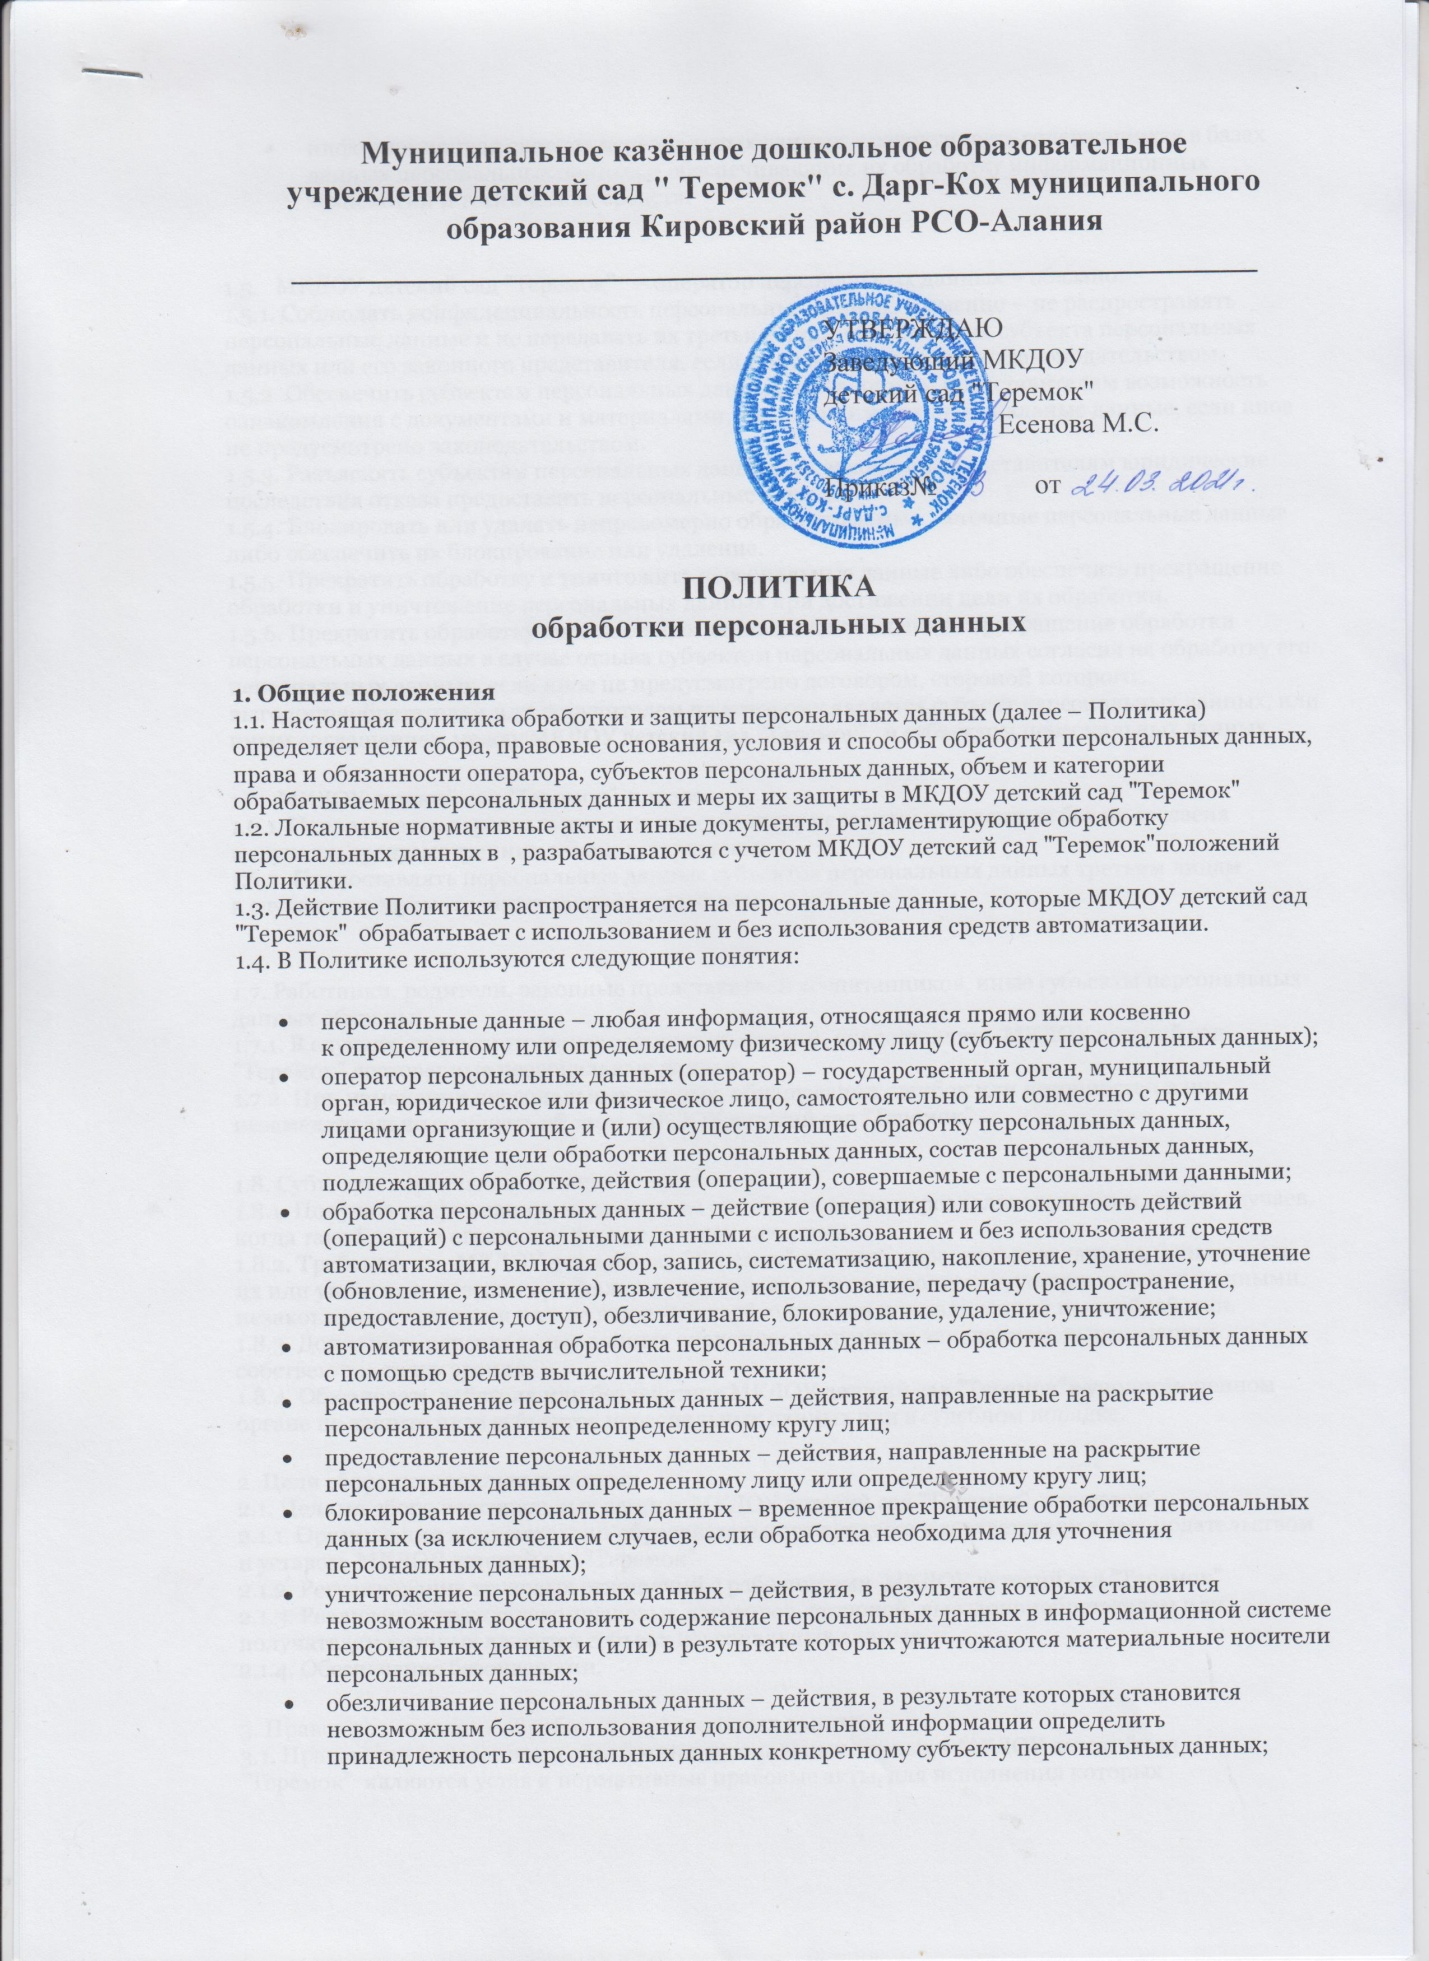 Муниципальное казённое дошкольное образовательное
учреждение детский сад " Теремок" с. Дарг-Кох муниципального
образования Кировский район РСО-Алания
УТВЕРЖДАЮ
Заведующий МКДОУ
детский сад "Теремок"
Есенова М.С.
Приказ№ от 24.03.2021г.
ПОЛИТИКА
обработки персональных данных
1. Общие положения
1.1. Настоящая политика обработки и защиты персональных данных (далее – Политика)
определяет цели сбора, правовые основания, условия и способы обработки персональных данных,
права и обязанности оператора, субъектов персональных данных, объем и категории
обрабатываемых персональных данных и меры их защиты в МКДОУ детский сад "Теремок"
1.2. Локальные нормативные акты и иные документы, регламентирующие обработку
персональных данных в  , разрабатываются с учетом МКДОУ детский сад "Теремок"положений
Политики.
1.3. Действие Политики распространяется на персональные данные, которые МКДОУ детский сад
"Теремок"  обрабатывает с использованием и без использования средств автоматизации.
1.4. В Политике используются следующие понятия:
• персональные данные – любая информация, относящаяся прямо или косвенно
к определенному или определяемому физическому лицу (субъекту персональных данных);
• оператор персональных данных (оператор) – государственный орган, муниципальный
орган, юридическое или физическое лицо, самостоятельно или совместно с другими
лицами организующие и (или) осуществляющие обработку персональных данных,
определяющие цели обработки персональных данных, состав персональных данных,
подлежащих обработке, действия (операции), совершаемые с персональными данными;
• обработка персональных данных – действие (операция) или совокупность действий
(операций) с персональными данными с использованием и без использования средств
автоматизации, включая сбор, запись, систематизацию, накопление, хранение, уточнение
(обновление, изменение), извлечение, использование, передачу (распространение,
предоставление, доступ), обезличивание, блокирование, удаление, уничтожение;
• автоматизированная обработка персональных данных – обработка персональных данных
с помощью средств вычислительной техники;
• распространение персональных данных – действия, направленные на раскрытие
персональных данных неопределенному кругу лиц;
• предоставление персональных данных – действия, направленные на раскрытие
персональных данных определенному лицу или определенному кругу лиц;
• блокирование персональных данных – временное прекращение обработки персональных
данных (за исключением случаев, если обработка необходима для уточнения
персональных данных);
• уничтожение персональных данных – действия, в результате которых становится
невозможным восстановить содержание персональных данных в информационной системе
персональных данных и (или) в результате которых уничтожаются материальные носители
персональных данных;
• обезличивание персональных данных – действия, в результате которых становится
невозможным без использования дополнительной информации определить
принадлежность персональных данных конкретному субъекту персональных данных;